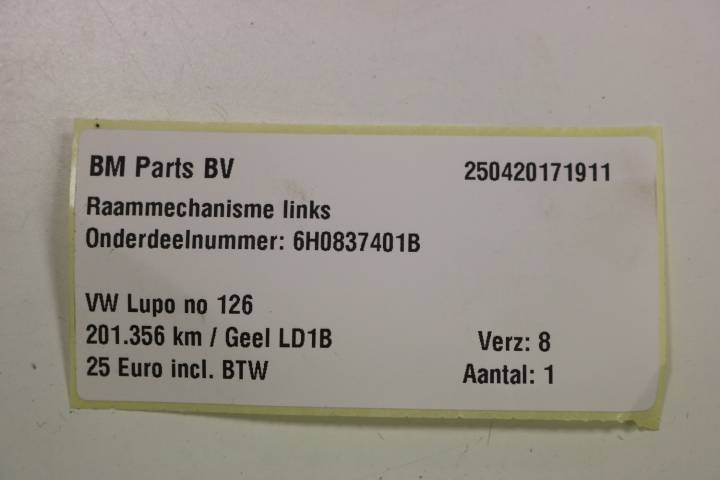 BM Parts BV 250420171911
Raammechanisme links
Onderdeelnummer: 6H0837401B
VW Lupo no 126
201.356 km / Geel LD1B Verz: 8
25 Euro incl. BTW Aantal: 1